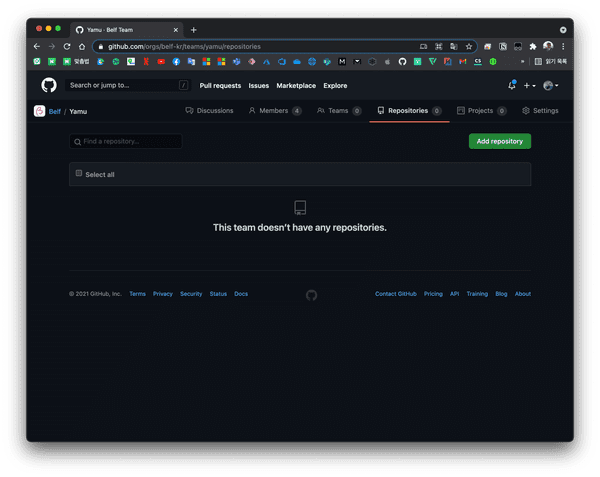 Yamu · Belf Team
github.com/orgs/belf-kr/teams/yamu/repositories
맞춤법
읽기 목록
Search or jump to...
/
Pull requests
Issues
Marketplace
Explore
Belf / Yamu
Discussions
Members 4
Teams 0
Repositories 0
Projects 0
Settings
Find a repository...
Add repository
Select all
This team doesn't have any repositories.
© 2021 GitHub, Inc.
Terms
Privacy
Security
Status
Docs
Contact GitHub
Pricing
API
Training
Blog
About